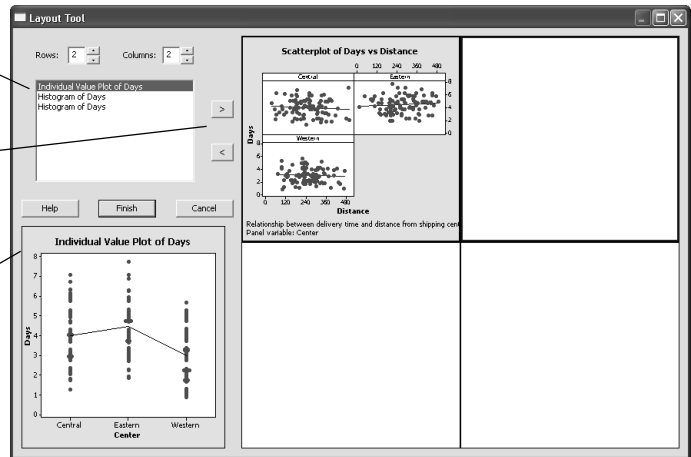 Layout Tool
Rows: 2 Columns: 2
Individual Value Plot of Days
Histogram of Days
Histogram of Days
>
<
Help Finish Cancel
Individual Value Plot of Days
8
7
6
5
4
3
2
1
0
Days
Central Eastern Western
Center
Scatterplot of Days vs Distance
0 120 240 360 480
Central Eastern
8
6
4
2
0
Days
Western
8
6
4
2
0
0 120 240 360 480
Distance
Relationship between delivery time and distance from shipping cent
Panel variable: Center